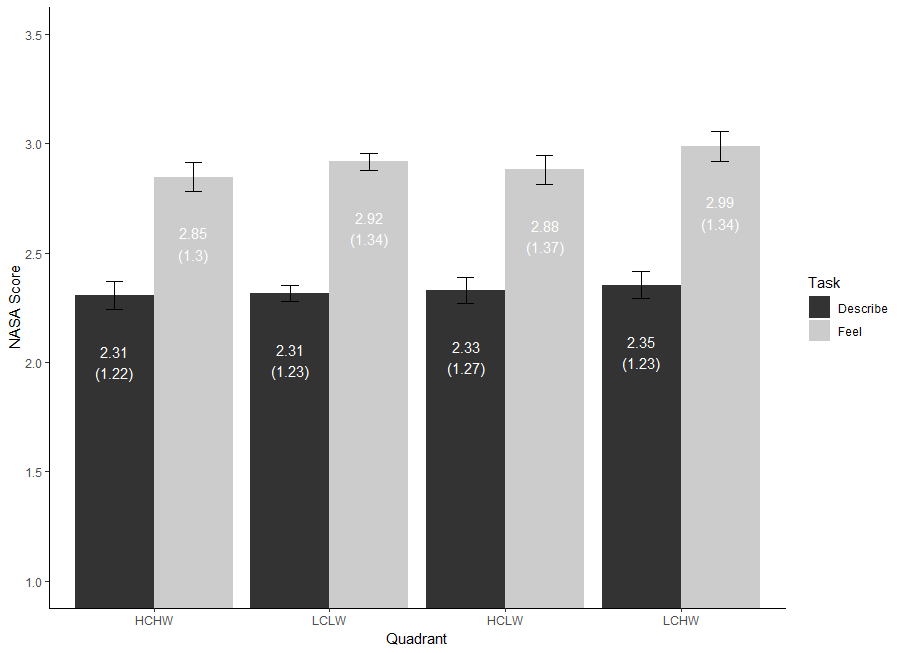 3.5
3.0
2.5
2.0
1.5
1.0
NASA Score
2.31
(1.22)
2.85
(1.3)
2.31
(1.23)
2.92
(1.34)
2.33
(1.27)
2.88
(1.37)
2.35
(1.23)
2.99
(1.34)
HCHW
LCLW
HCLW
LCHW
Quadrant
Task
Describe
Feel